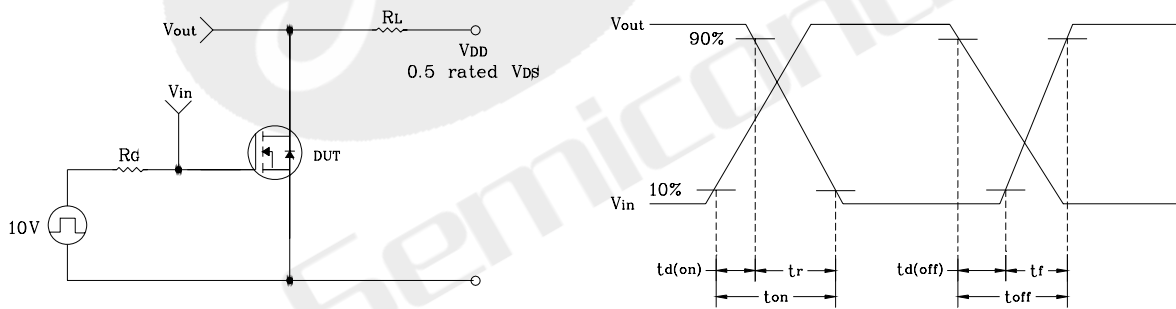 Vout
RL
VDD
0.5 rated VDS
Vin
RG
DUT
10V
Vout
90%
10%
Vin
td(on)
tr
td(off)
tf
ton
toff
Semicond